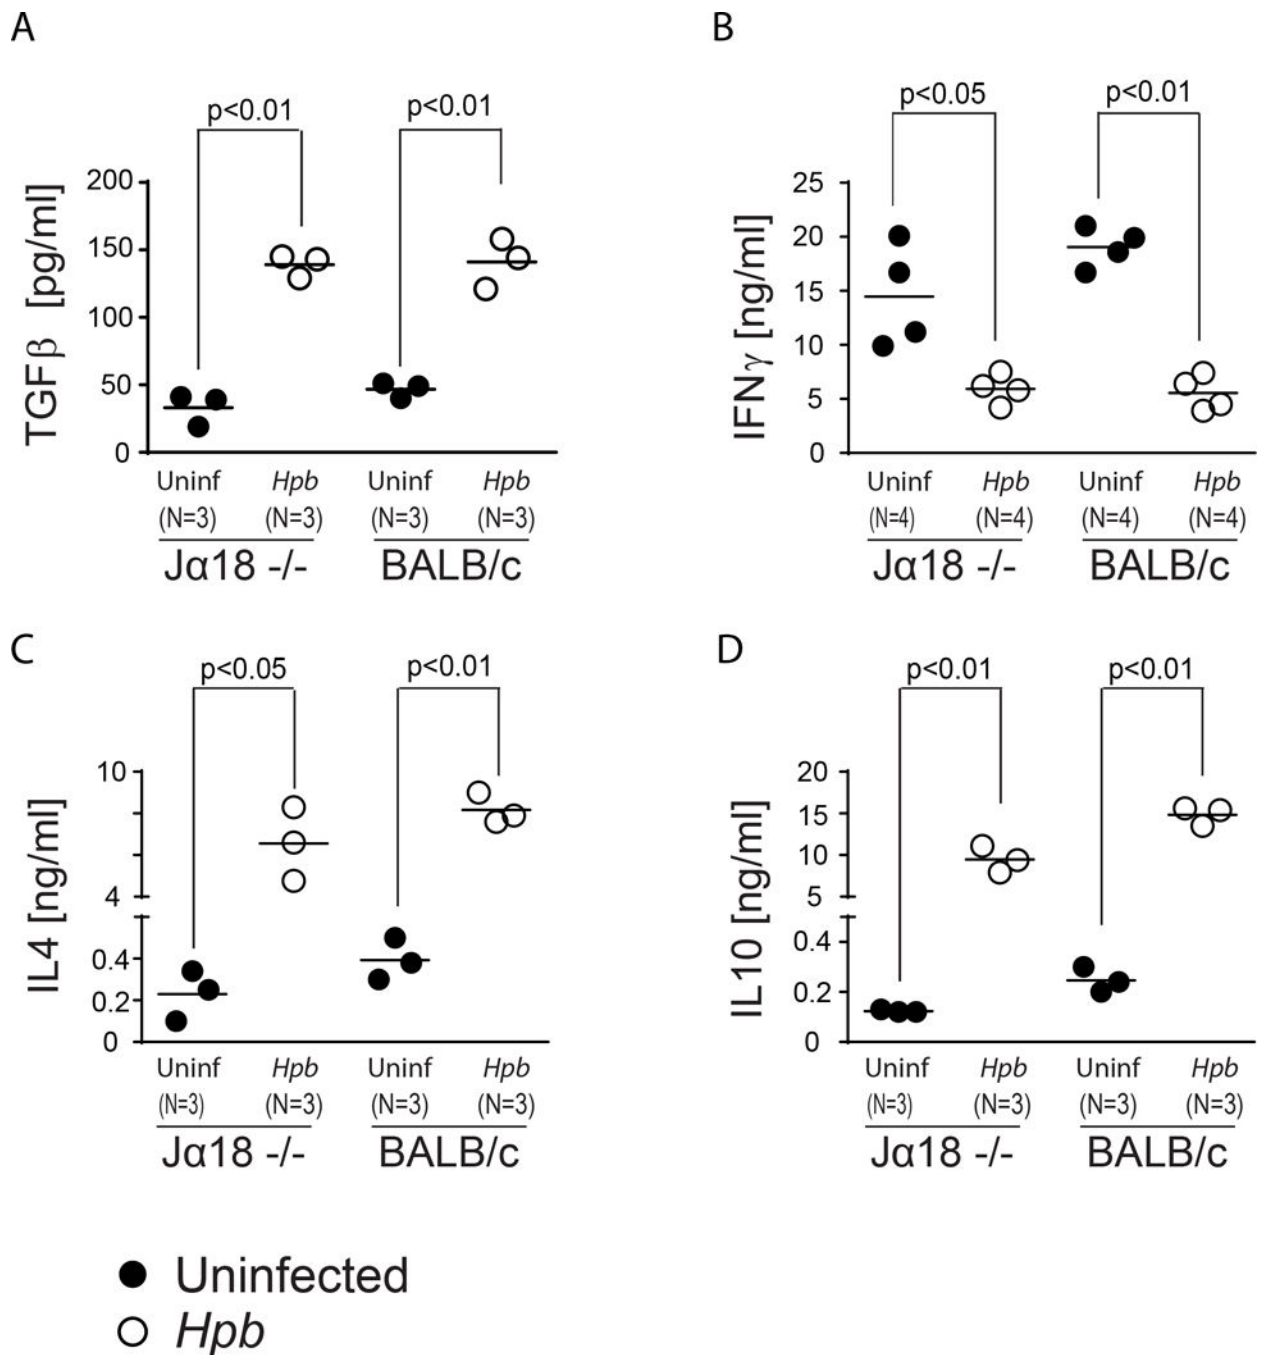 A
p<0.01 p<0.01
TGFβ [pg/ml]
200
150
100
50
0
Uninf Hpb Uninf Hpb
(N=3) (N=3) (N=3) (N=3)
Jα18 -/- BALB/c
B
p<0.05 p<0.01
IFNγ [ng/ml]
25
20
15
10
5
0
Uninf Hpb Uninf Hpb
(N=4) (N=4) (N=4) (N=4)
Jα18 -/- BALB/c
C
p<0.05 p<0.01
IL4 [ng/ml]
10
4
0.4
0.2
0
Uninf Hpb Uninf Hpb
(N=3) (N=3) (N=3) (N=3)
Jα18 -/- BALB/c
D
p<0.01 p<0.01
IL10 [ng/ml]
20
15
10
5
0.4
0.2
0
Uninf Hpb Uninf Hpb
(N=3) (N=3) (N=3) (N=3)
Jα18 -/- BALB/c
Uninfected
Hpb